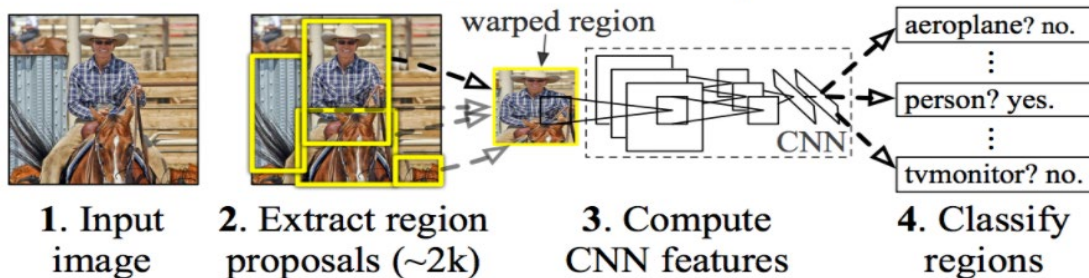 warped region
aeroplane? no.
person? yes.
CNN
tvmonitor? no.
1. Input
image
2. Extract region
proposals (~2k)
3. Compute
CNN features
4. Classify
regions